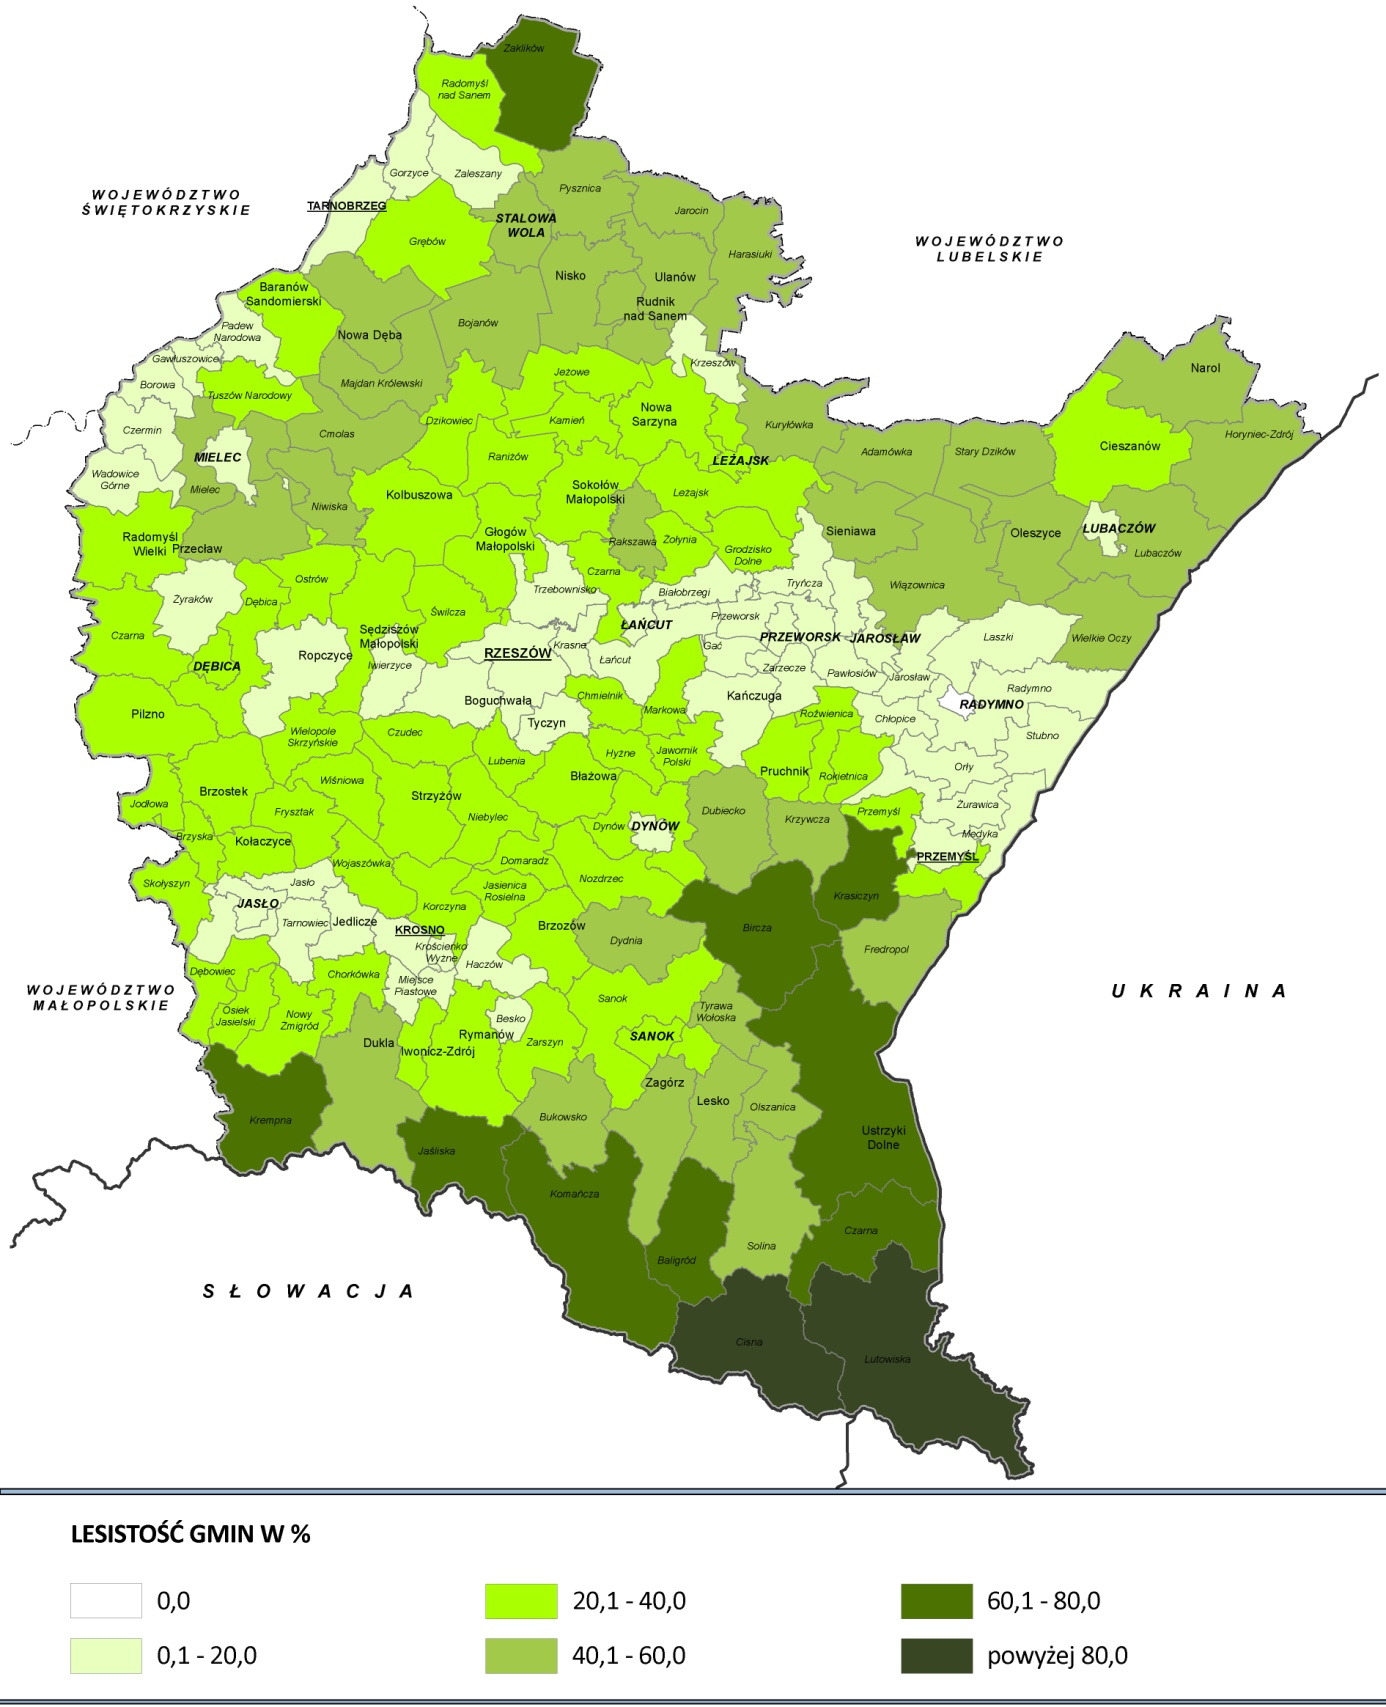 Zaklików
Radomyśl
nad Sanem
Gorzyce
Zaleszany
WOJEWÓDZTWO
ŚWIĘTOKRZYSKIE
TARNOBRZEG
Pysznica
Jarocin
STALOWA
WOLA
Grębów
Harasiuki
WOJEWÓDZTWO
LUBELSKIE
Nisko
Ulanów
Baranów
Sandomierski
Rudnik
nad Sanem
Padew
Narodowa
Nowa Dęba
Bojanów
Gawłuszowice
Krzeszów
Narol
Borowa
Tuszów Narodowy
Majdan Królewski
Jeżowe
Czermin
Cmolas
Dzikowiec
Kamień
Nowa
Sarzyna
Kuryłówka
Horyniec-Zdrój
Cieszanów
MIELEC
Raniżów
LEŻAJSK
Adamówka
Stary Dzików
Wadowice
Górne
Mielec
Niwiska
Kolbuszowa
Sokołów
Małopolski
Leżajsk
Radomyśl
Wielki
Przecław
Głogów
Małopolski
Rakszawa
Żołynia
Grodzisko
Dolne
Sieniawa
Oleszyce
LUBACZÓW
Lubaczów
Żyraków
Dębica
Ostrów
Czarna
Trzebownisko
Białobrzegi
Tryńcza
Wiązownica
Świlcza
Czarna
Sędziszów
Małopolski
ŁAŃCUT
Przeworsk
PRZEWORSK
JAROSŁAW
Laszki
Wielkie Oczy
DĘBICA
Ropczyce
Iwierzyce
RZESZÓW
Krasne
Łańcut
Gać
Zarzecze
Pawłosiów
Jarosław
Radymno
RADYMNO
Pilzno
Boguchwała
Tyczyn
Chmielnik
Markowa
Kańczuga
Roźwienica
Chłopice
Stubno
Wielopole
Skrzyńskie
Czudec
Lubenia
Hyżne
Jawornik
Polski
Pruchnik
Rokietnica
Orły
Wiśniowa
Błażowa
Jodłowa
Brzostek
Strzyżów
Frysztak
Niebylec
Dynów
DYNÓW
Dubiecko
Krzywcza
Przemyśl
Żurawica
Medyka
PRZEMYŚL
Brzyska
Kołaczyce
Wojaszówka
Domaradz
Skołyszyn
Jasło
JASŁO
Tarnowiec
Jedlicze
Korczyna
Jasienica
Rosielna
Nozdrzec
Krasiczyn
KROSNO
Krościenko
Wyżne
Brzozów
Dydnia
Bircza
Fredropol
Haczów
Dębowiec
Chorkówka
Miejsce
Piastowe
WOJEWÓDZTWO
MAŁOPOLSKIE
UKRAINA
Osiek
Jasielski
Nowy
Żmigród
Besko
Sanok
Tyrawa
Wołoska
Dukla
Iwonicz-Zdrój
Rymanów
Zarszyn
SANOK
Zagórz
Lesko
Olszanica
Krempna
Bukowsko
Jaśliska
Ustrzyki
Dolne
Komańcza
Czarna
Solina
Baligród
SŁOWACJA
Cisna
Lutowiska
LESISTOŚĆ GMIN W %
0,0
20,1 - 40,0
60,1 - 80,0
0,1 - 20,0
40,1 - 60,0
powyżej 80,0